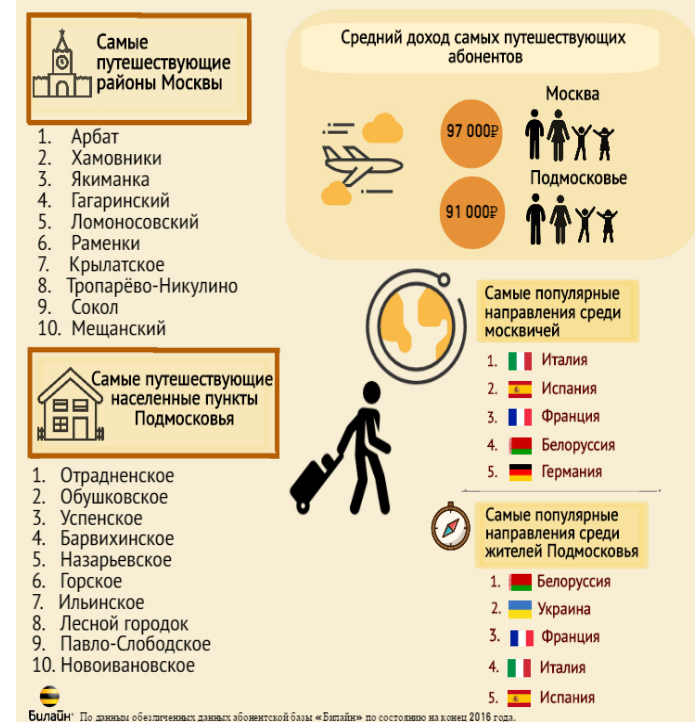 Самые
путешествующие
районы Москвы
1. Арбат
2. Хамовники
3. Якиманка
4. Гагаринский
5. Ломоносовский
6. Раменки
7. Крылатское
8. Тропарёво-Никулино
9. Сокол
10. Мещанский
Самые путешествующие
населенные пункты
Подмосковья
1. Отрадненское
2. Обушковское
3. Успенское
4. Барвихинское
5. Назарьевское
6. Горское
7. Ильинское
8. Лесной городок
9. Павло-Слободское
10. Новоивановское
Средний доход самых путешествующих
абонентов
Москва
97 000₽
Подмосковье
91 000₽
Самые популярные
направления среди
москвичей
1. Италия
2. Испания
3. Франция
4. Белоруссия
5. Германия
Самые популярные
направления среди
жителей Подмосковья
1. Белоруссия
2. Украина
3. Франция
4. Италия
5. Испания
Билайн® По данным обезличенных данных абонентской базы «Билайн» по состоянию на конец 2016 года.